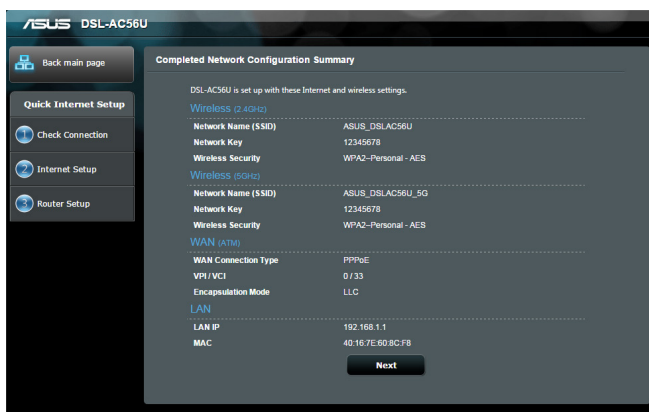 ASUS DSL-AC56U
Back main page
Quick Internet Setup
1 Check Connection
2 Internet Setup
3 Router Setup
Completed Network Configuration Summary
DSL-AC56U is set up with these Internet and wireless settings.
Wireless (2.4GHz)
Network Name (SSID) ASUS_DSLAC56U
Network Key 12345678
Wireless Security WPA2-Personal - AES
Wireless (5GHz)
Network Name (SSID) ASUS_DSLAC56U_5G
Network Key 12345678
Wireless Security WPA2-Personal - AES
WAN (ATM)
WAN Connection Type PPPoE
VPI / VCI 0 / 33
Encapsulation Mode LLC
LAN
LAN IP 192.168.1.1
MAC 40:16:7E:60:8C:F8
Next